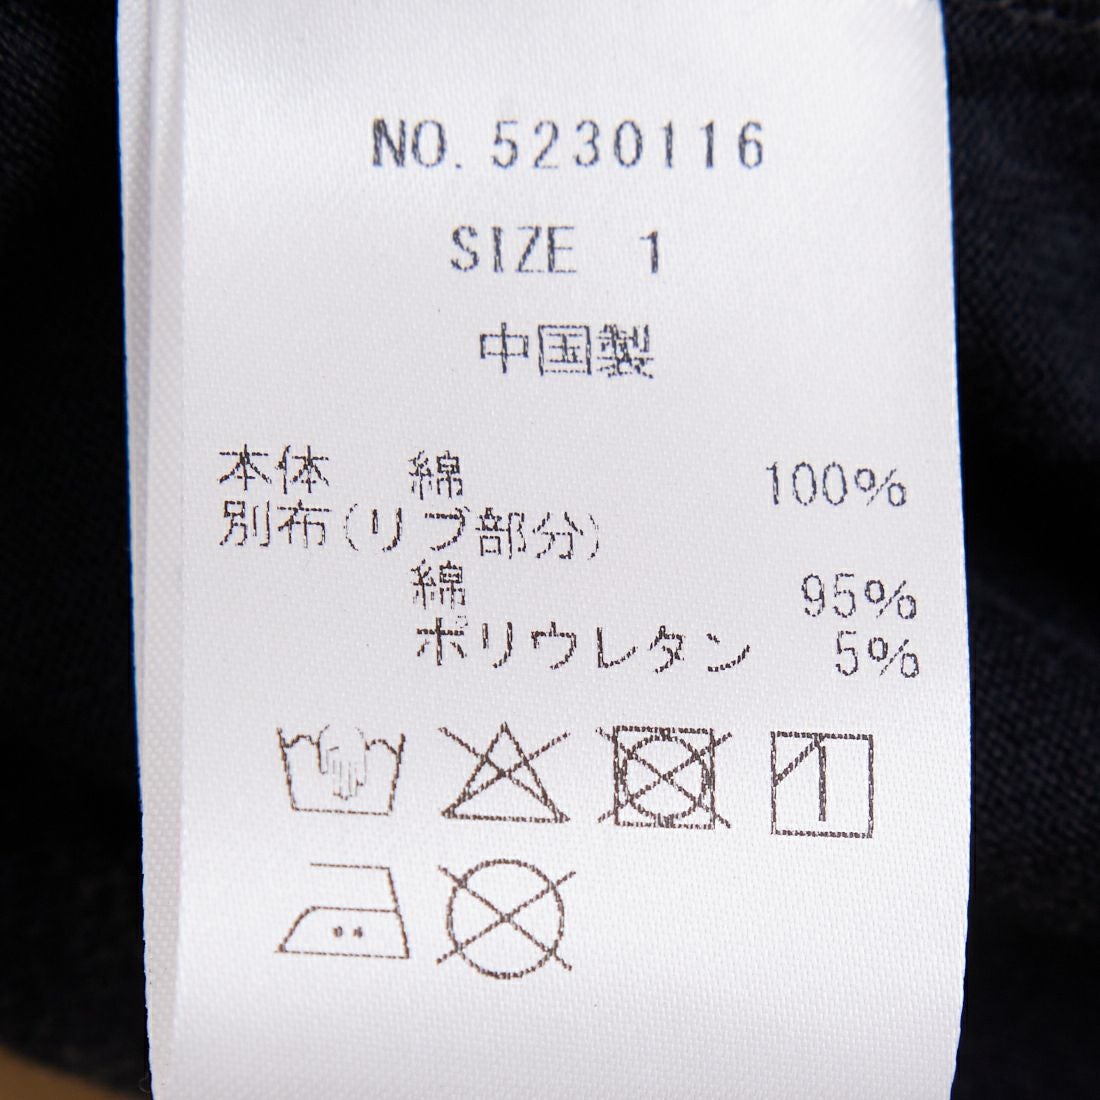 NO. 5230116
SIZE 1
中国製
本体 綿 100%
別布(リブ部分)
綿 95%
ポリウレタン 5%